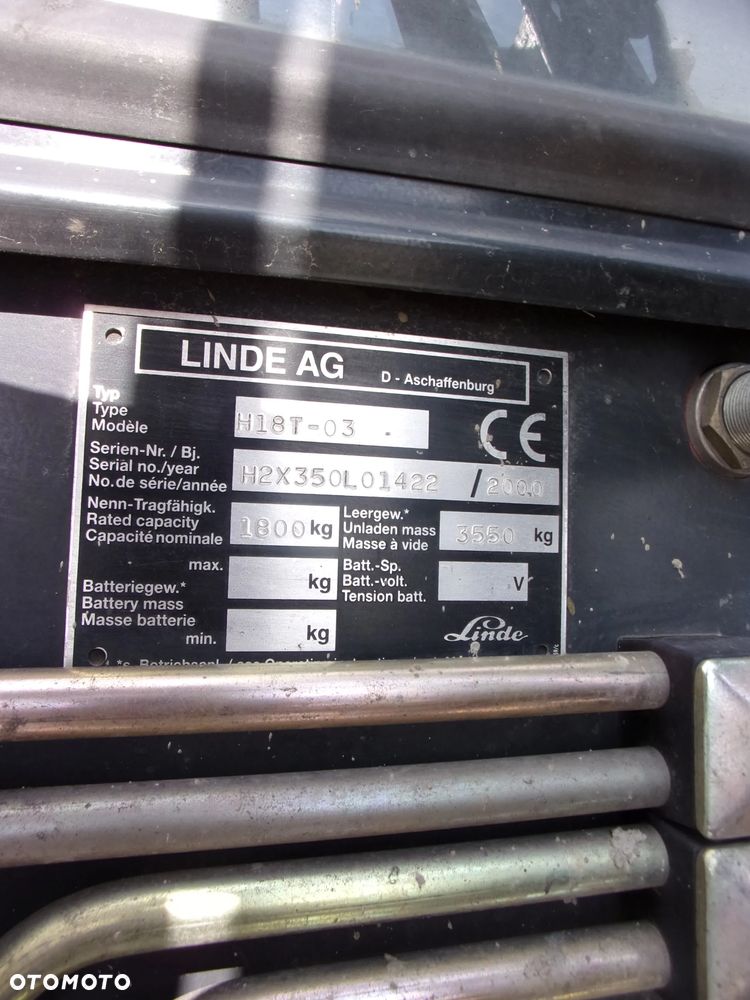 LINDE AG D - Aschaffenburg
Typ
Type
Modèle H18T-03
CE
Serien-Nr. / Bj.
Serial no./year
No. de série/année H2X350L01422 / 2000
Nenn-Tragfähigk.
Rated capacity
Capacité nominale 1800 kg
Leergew.*
Unladen mass
Masse à vide 3550 kg
max. kg
Batt.-Sp.
Batt.-volt.
Tension batt. V
Batteriegew.*
Battery mass
Masse batterie
min. kg
Linde
*s. Betriebsanl. / see
OTOMOTO